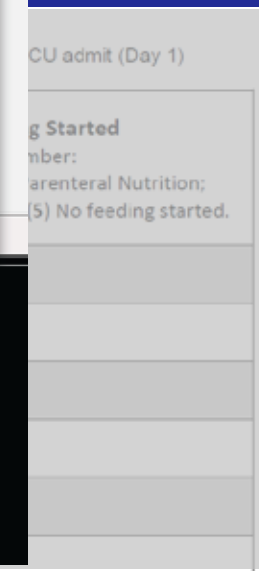 CU admit (Day 1)
g Started
mber:
arenteral Nutrition;
(5) No feeding started.